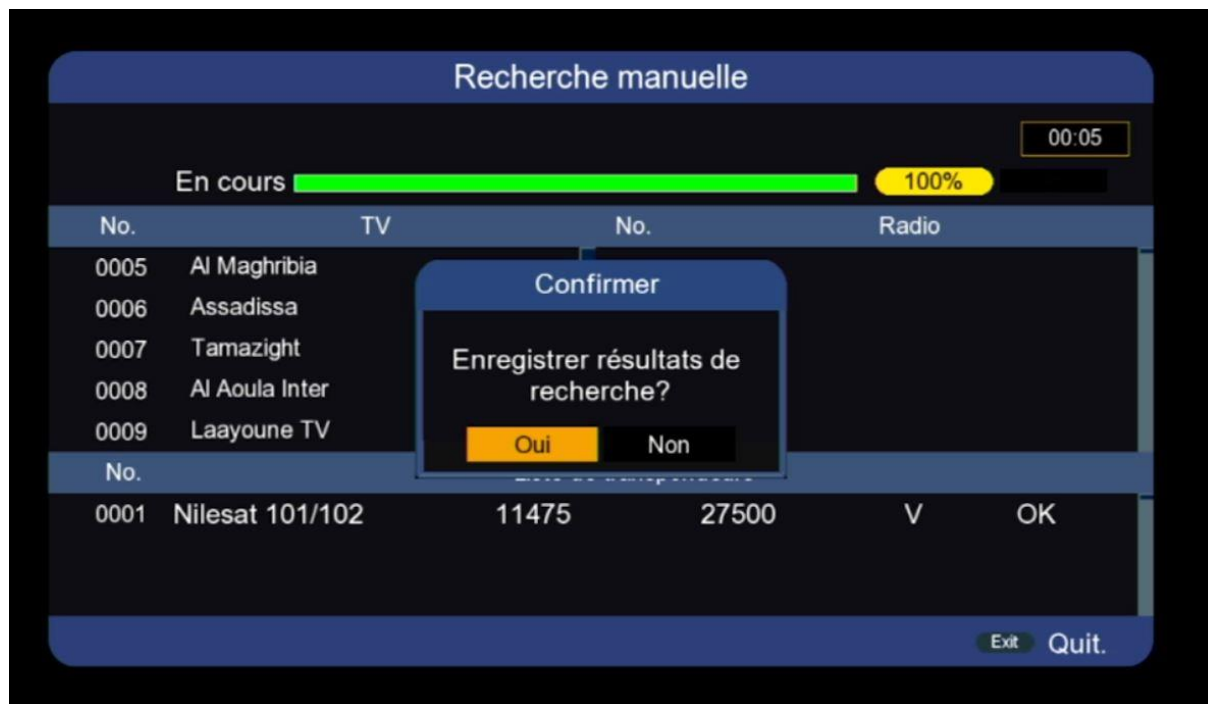 Recherche manuelle
00:05
En cours 100%
No. TV No. Radio
0005 Al Maghribia
0006 Assadissa
0007 Tamazight
0008 Al Aoula Inter
0009 Laayoune TV
Confirmer
Enregistrer résultats de
recherche?
Oui Non
No.
0001 Nilesat 101/102 11475 27500 V OK
Exit Quit.